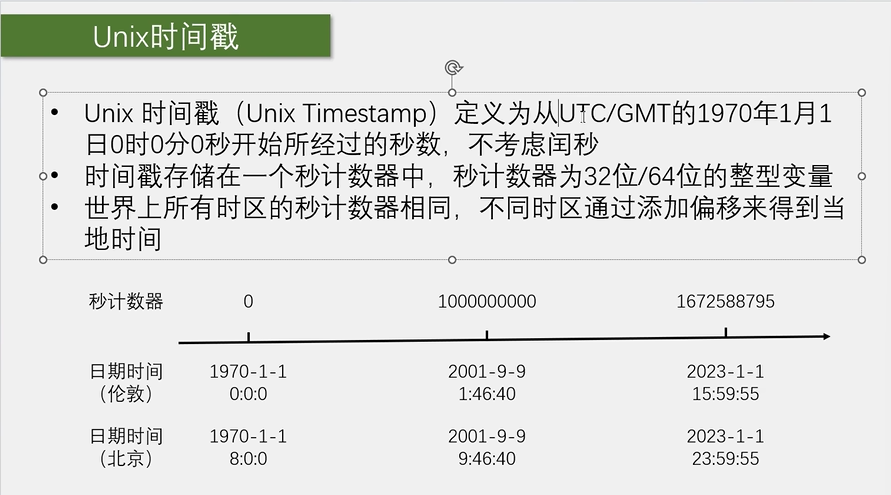 Unix时间戳
• Unix 时间戳（Unix Timestamp）定义为从UTC/GMT的1970年1月1
日0时0分0秒开始所经过的秒数，不考虑闰秒
• 时间戳存储在一个秒计数器中，秒计数器为32位/64位的整型变量
• 世界上所有时区的秒计数器相同，不同时区通过添加偏移来得到当
地时间
秒计数器 0 1000000000 1672588795
日期时间 1970-1-1 2001-9-9 2023-1-1
（伦敦） 0:0:0 1:46:40 15:59:55
日期时间 1970-1-1 2001-9-9 2023-1-1
（北京） 8:0:0 9:46:40 23:59:55